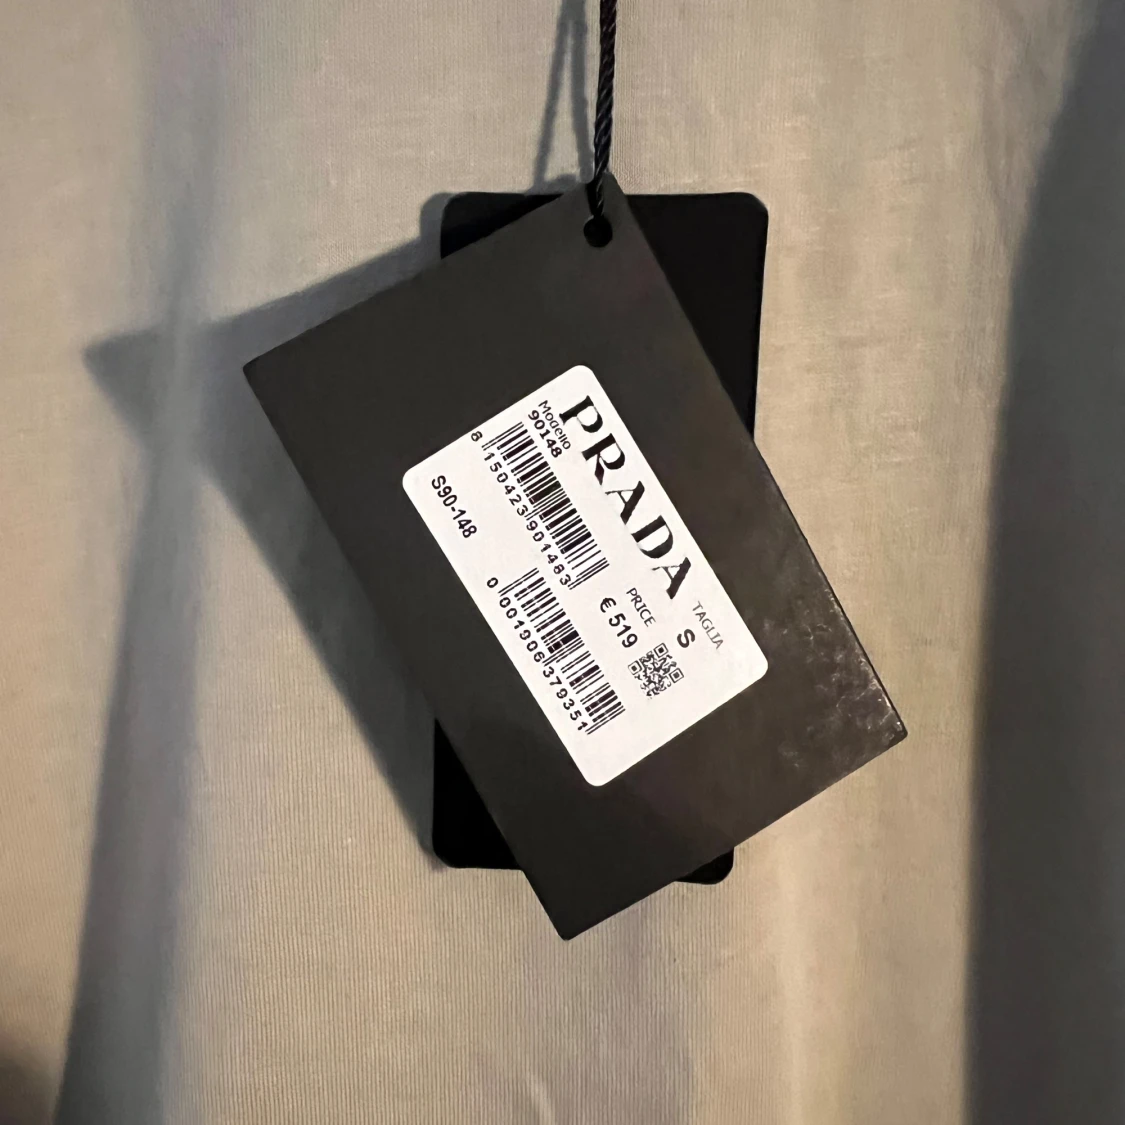 PRADA
Modello
90148
TAGLIA
S
8 150423 901483
PRICE
€ 519
S90-148
0 001906 379351